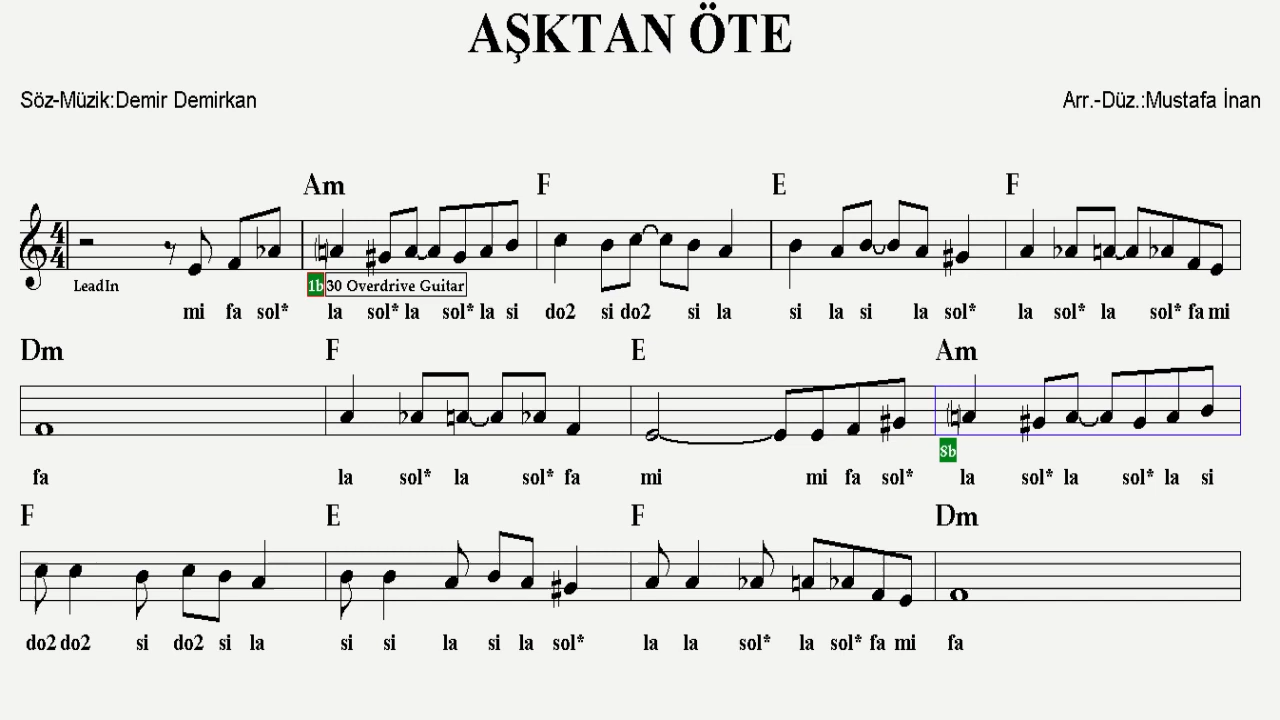 AŞKTAN ÖTE
Söz-Müzik:Demir Demirkan
Arr.-Düz.:Mustafa İnan
Am F E F
4
4
LeadIn 1b 30 Overdrive Guitar
mi fa sol* la sol* la sol* la si do2 si do2 si la si la si la sol* la sol* la sol* fa mi
Dm F E Am
8b
fa la sol* la sol* fa mi mi fa sol* la sol* la sol* la si
F E F Dm
do2 do2 si do2 si la si si la si la sol* la la sol* la sol* fa mi fa